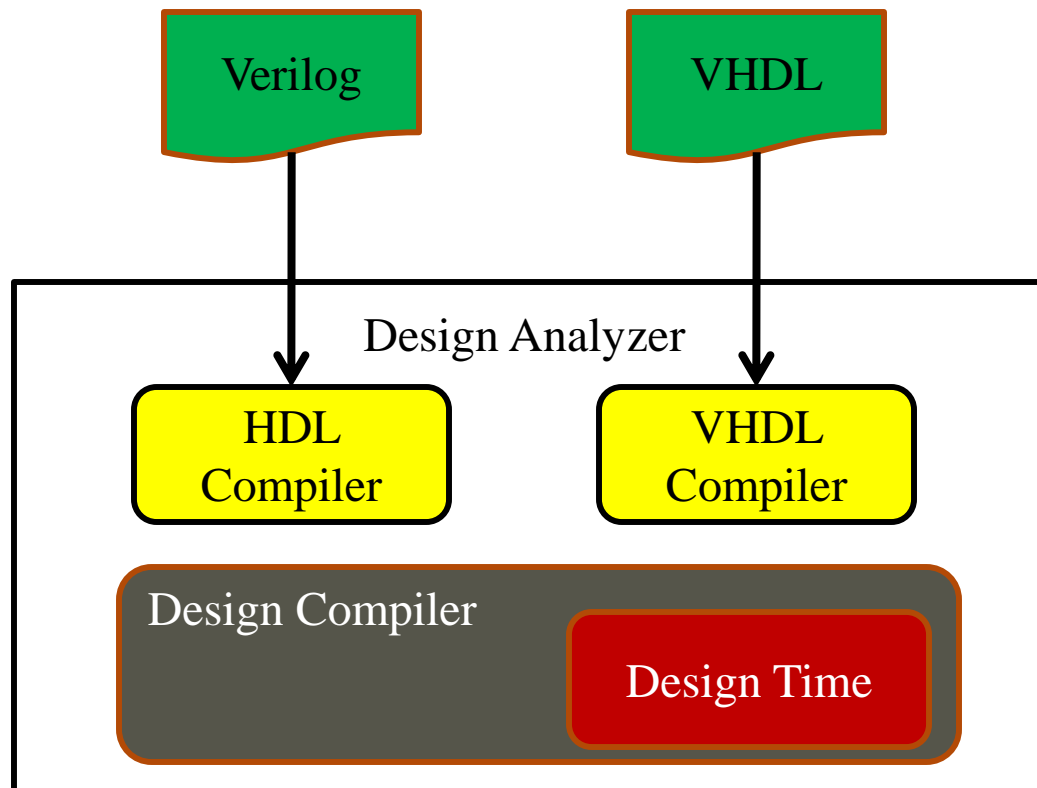 Verilog
VHDL
Design Analyzer
HDL
Compiler
VHDL
Compiler
Design Compiler
Design Time